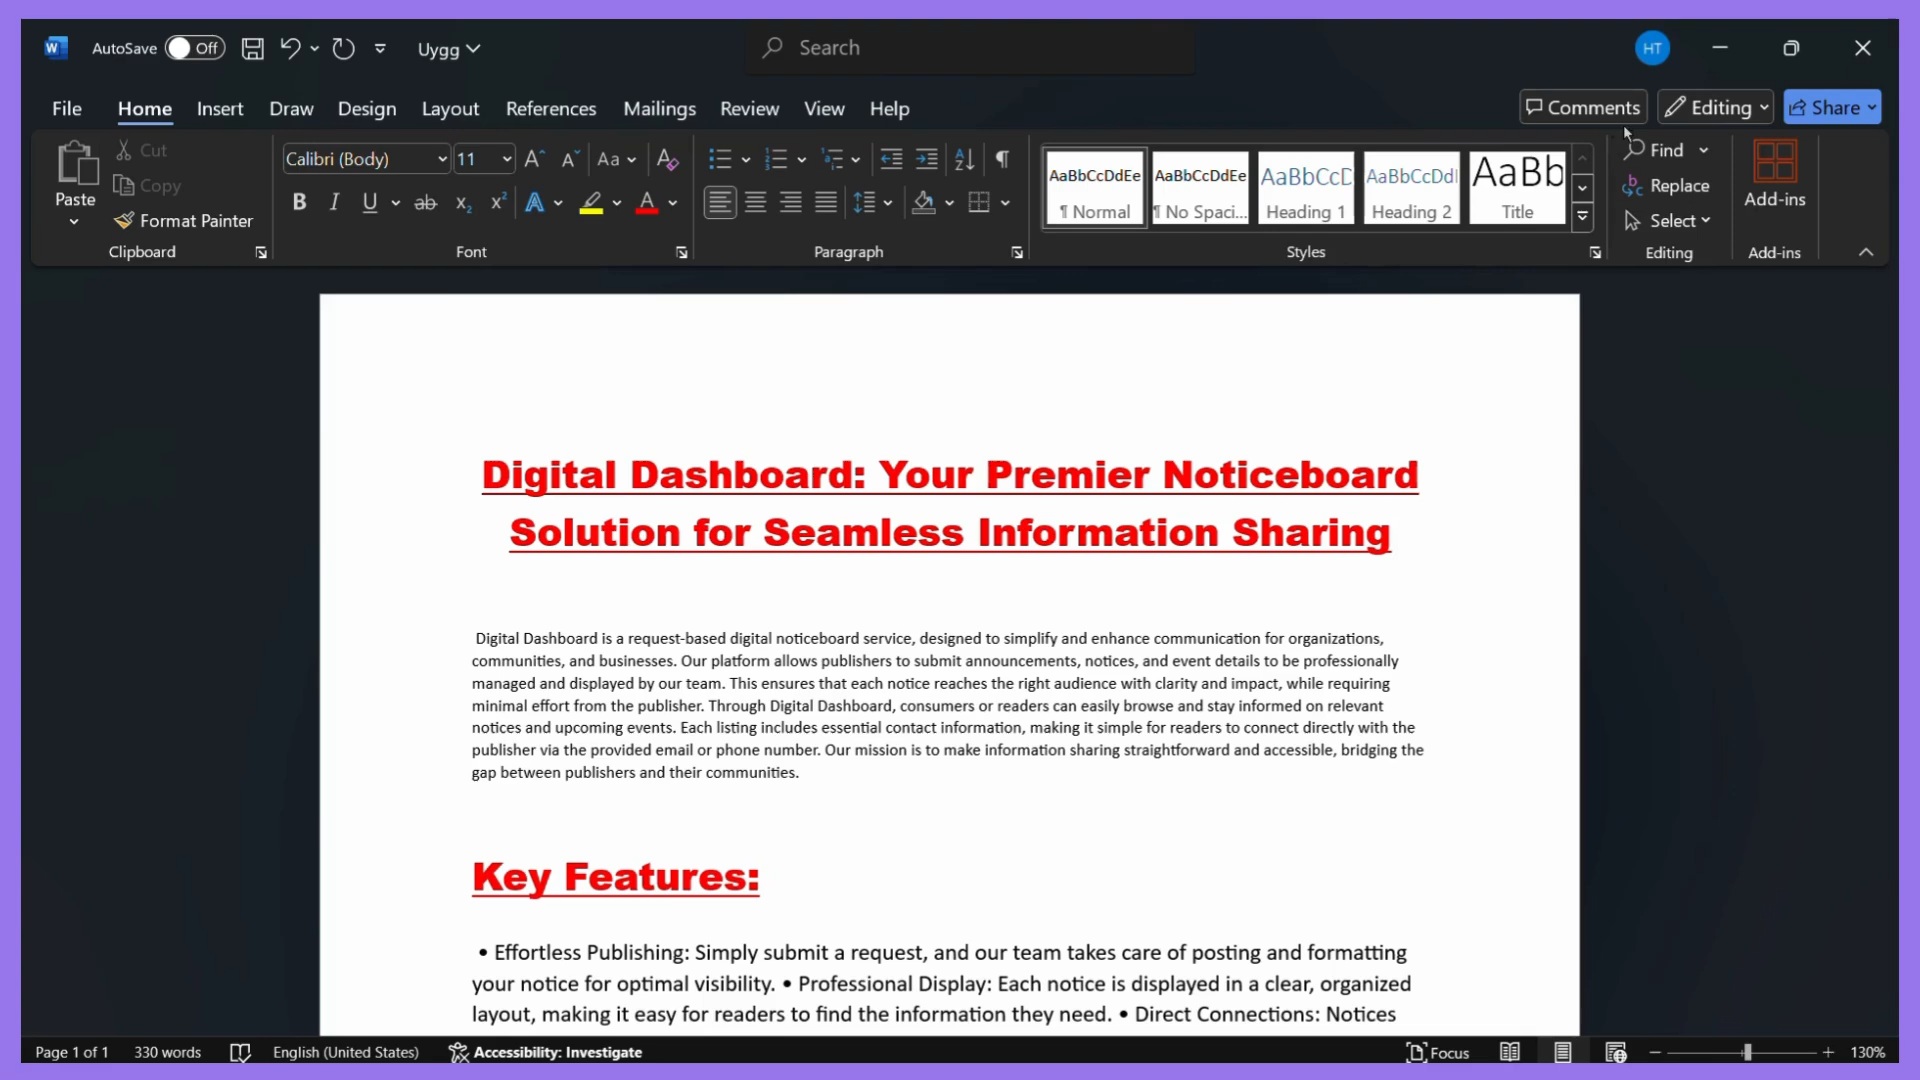 AutoSave Off Uygg Search HT
File Home Insert Draw Design Layout References Mailings Review View Help Comments Editing Share
Paste
Cut
Copy
Format Painter
Clipboard
Calibri (Body) 11
Font
Paragraph
AaBbCcDdEe AaBbCcDdEe AaBbCcD AaBbCcDdI AaBb
¶ Normal ¶ No Spaci... Heading 1 Heading 2 Title
Styles
Find
Replace
Select
Editing
Add-ins
Add-ins
Digital Dashboard: Your Premier Noticeboard
Solution for Seamless Information Sharing
Digital Dashboard is a request-based digital noticeboard service, designed to simplify and enhance communication for organizations,
communities, and businesses. Our platform allows publishers to submit announcements, notices, and event details to be professionally
managed and displayed by our team. This ensures that each notice reaches the right audience with clarity and impact, while requiring
minimal effort from the publisher. Through Digital Dashboard, consumers or readers can easily browse and stay informed on relevant
notices and upcoming events. Each listing includes essential contact information, making it simple for readers to connect directly with the
publisher via the provided email or phone number. Our mission is to make information sharing straightforward and accessible, bridging the
gap between publishers and their communities.
Key Features:
• Effortless Publishing: Simply submit a request, and our team takes care of posting and formatting
your notice for optimal visibility. • Professional Display: Each notice is displayed in a clear, organized
layout, making it easy for readers to find the information they need. • Direct Connections: Notices
Page 1 of 1 330 words English (United States) Accessibility: Investigate Focus 130%